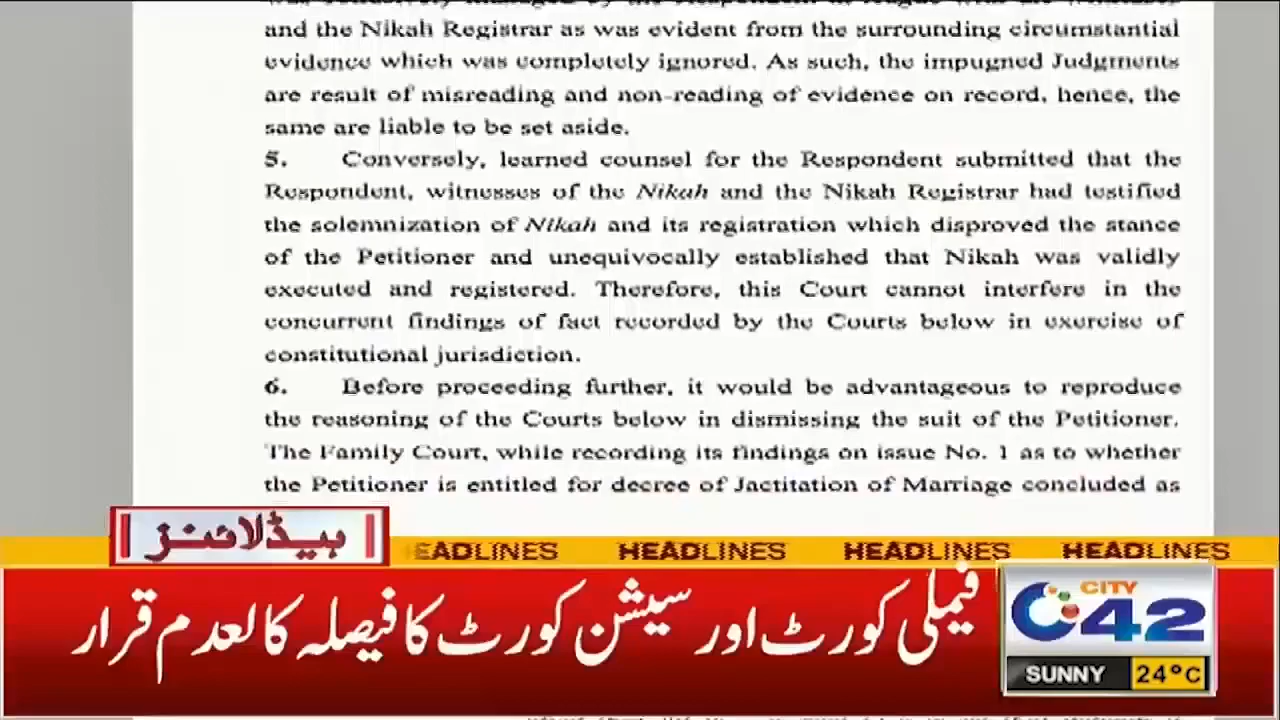 and the Nikah Registrar as was evident from the surrounding circumstantial
evidence which was completely ignored. As such, the impugned Judgments
are result of misreading and non-reading of evidence on record, hence, the
same are liable to be set aside.
5. Conversely, learned counsel for the Respondent submitted that the
Respondent, witnesses of the Nikah and the Nikah Registrar had testified
the solemnization of Nikah and its registration which disproved the stance
of the Petitioner and unequivocally established that Nikah was validly
executed and registered. Therefore, this Court cannot interfere in the
concurrent findings of fact recorded by the Courts below in exercise of
constitutional jurisdiction.
6. Before proceeding further, it would be advantageous to reproduce
the reasoning of the Courts below in dismissing the suit of the Petitioner.
The Family Court, while recording its findings on issue No. 1 as to whether
the Petitioner is entitled for decree of Jactitation of Marriage concluded as
ہیڈلائنز
EADLINES HEADLINES HEADLINES HEADLINES
فیملی کورٹ اور سیشن کورٹ کا فیصلہ کالعدم قرار
CITY
42
SUNNY 24°C